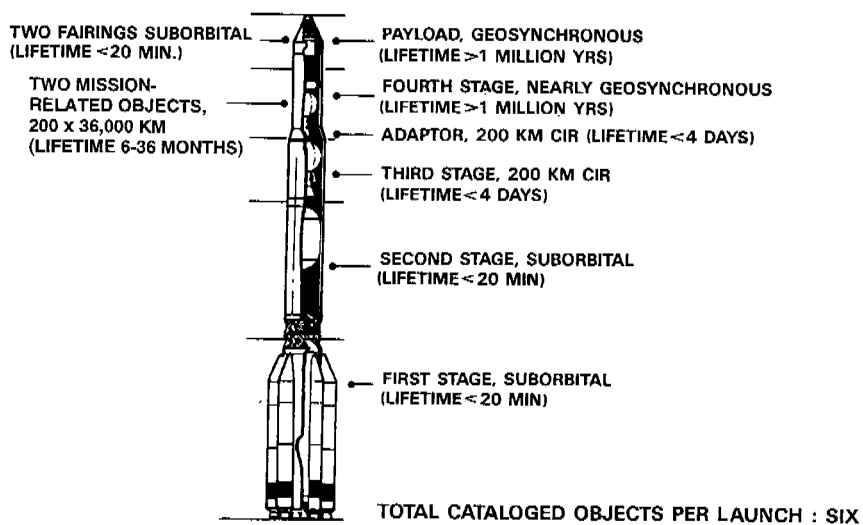 TWO FAIRINGS SUBORBITAL
(LIFETIME <20 MIN.)
TWO MISSION-
RELATED OBJECTS,
200 x 36,000 KM
(LIFETIME 6-36 MONTHS)
PAYLOAD, GEOSYNCHRONOUS
(LIFETIME>1 MILLION YRS)
FOURTH STAGE, NEARLY GEOSYNCHRONOUS
(LIFETIME>1 MILLION YRS)
ADAPTOR, 200 KM CIR (LIFETIME<4 DAYS)
THIRD STAGE, 200 KM CIR
(LIFETIME<4 DAYS)
SECOND STAGE, SUBORBITAL
(LIFETIME<20 MIN)
FIRST STAGE, SUBORBITAL
(LIFETIME<20 MIN)
TOTAL CATALOGED OBJECTS PER LAUNCH : SIX